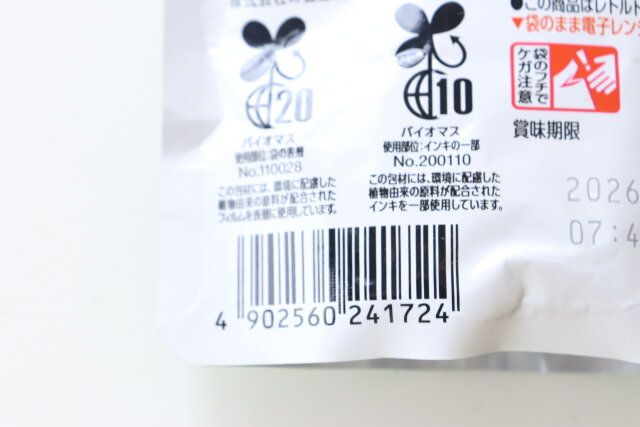 ●この商品はレトルト
▼袋のまま電子レン
20
バイオマス
使用部位:袋の表層
No.110028
この包材には、環境に配慮した
植物由来の原料が配合された
フィルムを表層に使用しています。
10
バイオマス
使用部位:インキの一部
No.200110
この包材には、環境に配慮した
植物由来の原料が配合された
インキを一部使用しています。
袋のフチで
ケガ注意
賞味期限
2026
07:4
4 902560 241724